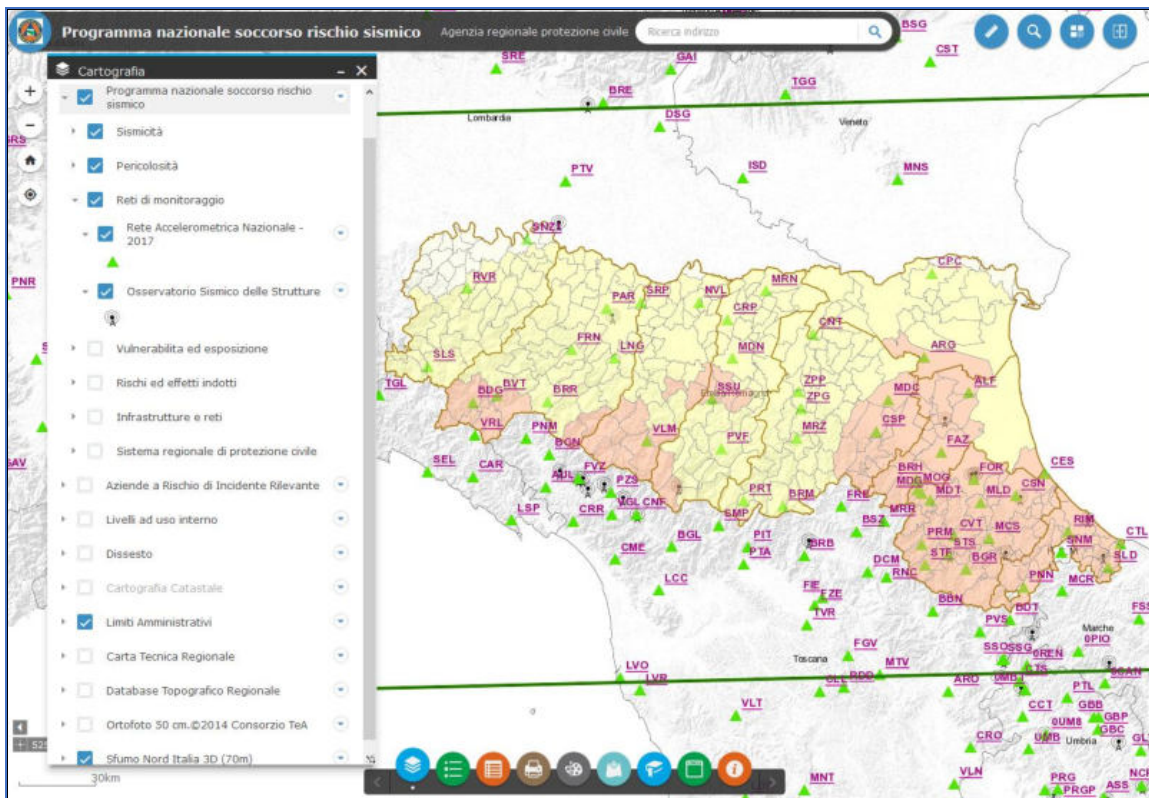 Programma nazionale soccorso rischio sismico
Agenzia regionale protezione civile
Ricerca indirizzo
Cartografia
Programma nazionale soccorso rischio
sismico
Sismicità
Pericolosità
Reti di monitoraggio
Rete Accelerometrica Nazionale -
2017
Osservatorio Sismico delle Strutture
Vulnerabilita ed esposizione
Rischi ed effetti indotti
Infrastrutture e reti
Sistema regionale di protezione civile
Aziende a Rischio di Incidente Rilevante
Livelli ad uso interno
Dissesto
Cartografia Catastale
Limiti Amministrativi
Carta Tecnica Regionale
Database Topografico Regionale
Ortofoto 50 cm.©2014 Consorzio TeA
Sfumo Nord Italia 3D (70m)
30km
BSG
CST
SRE
GAI
TGG
BRE
Lombardia
DSG
Veneto
PTV
ISD
MNS
SNZ
CPC
PNR
RVR
PAR
SRP
NVL
MRN
CRP
CNT
FRN
LNG
MDN
ARG
SLS
TGL
BDG
BVT
BRR
SSU
ZPP
ZPG
MDC
ALF
CSP
VRL
PNM
VLM
MRZ
PVF
FAZ
BGN
SEL
CAR
AUL
FVZ
PZS
BRH
FOR
CES
MOG
MDT
MLD
CSN
PRT
BRM
FRE
MRR
LSP
CRR
VGL
CNF
SMP
BSZ
PRM
CVT
MCS
RIM
CTL
BGL
PIT
STS
SNM
CME
PTA
BRB
STF
BGR
SLD
DCM
RNC
LCC
FIE
FZE
PNN
MCR
TVR
BBN
BDT
PVS
Marche
FGV
SSO
SSG
0PIO
Toscana
MTV
0REN
LVO
LVR
RDD
ARO
GTS
PTL
VLT
CCT
GBB
GBP
0UM8
GBC
CRO
UMB
Umbria
MNT
VLN
PRG
PRGP
ASS